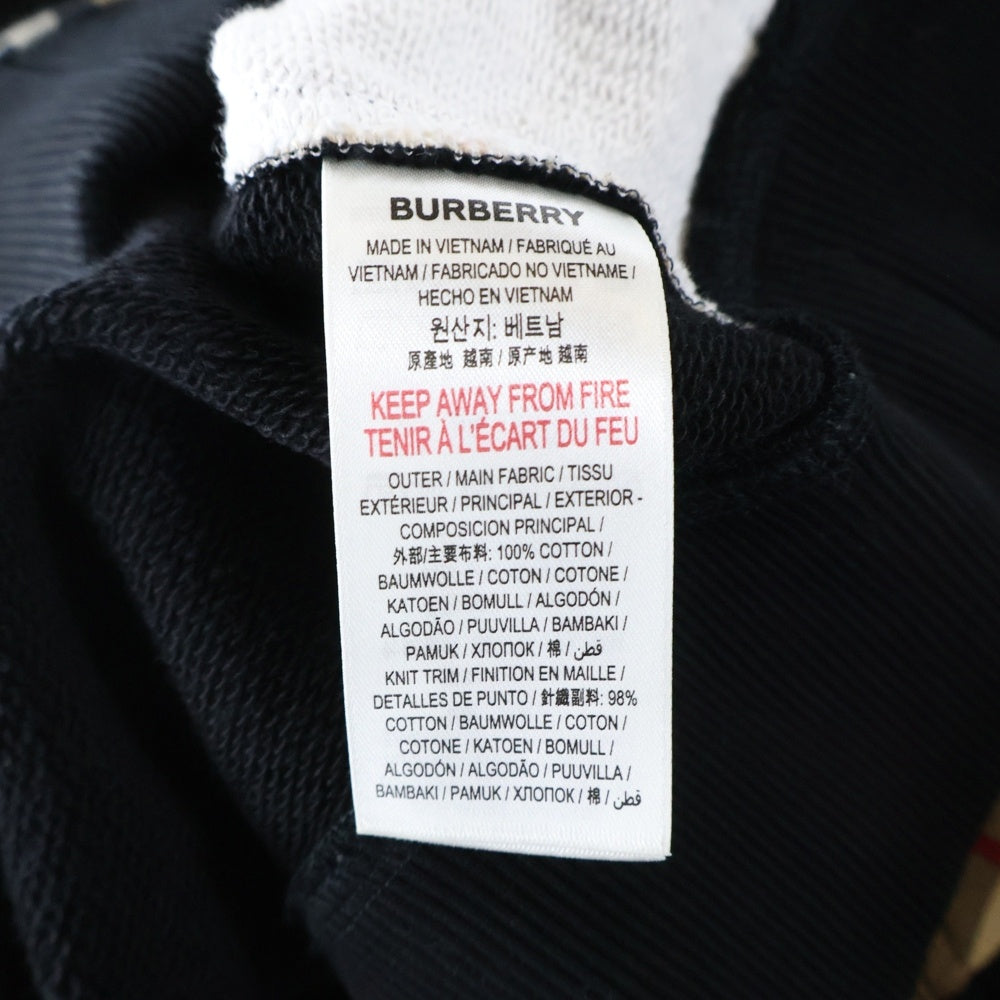 BURBERRY
MADE IN VIETNAM / FABRIQUÉ AU
VIETNAM / FABRICADO NO VIETNAME /
HECHO EN VIETNAM
원산지: 베트남
原產地 越南 / 原产地 越南
KEEP AWAY FROM FIRE
TENIR À L'ÉCART DU FEU
OUTER / MAIN FABRIC / TISSU
EXTÉRIEUR / PRINCIPAL / EXTERIOR -
COMPOSICION PRINCIPAL /
外部/主要布料: 100% COTTON /
BAUMWOLLE / COTON / COTONE /
KATOEN / BOMULL / ALGODÓN /
ALGODÃO / PUUVILLA / BAMBAKI /
PAMUK / ХЛОПОК / 棉 / قطن
KNIT TRIM / FINITION EN MAILLE /
DETALLES DE PUNTO / 針織副料: 98%
COTTON / BAUMWOLLE / COTON /
COTONE / KATOEN / BOMULL /
ALGODÓN / ALGODÃO / PUUVILLA /
BAMBAKI / PAMUK / ХЛОПОК / 棉 / قطن